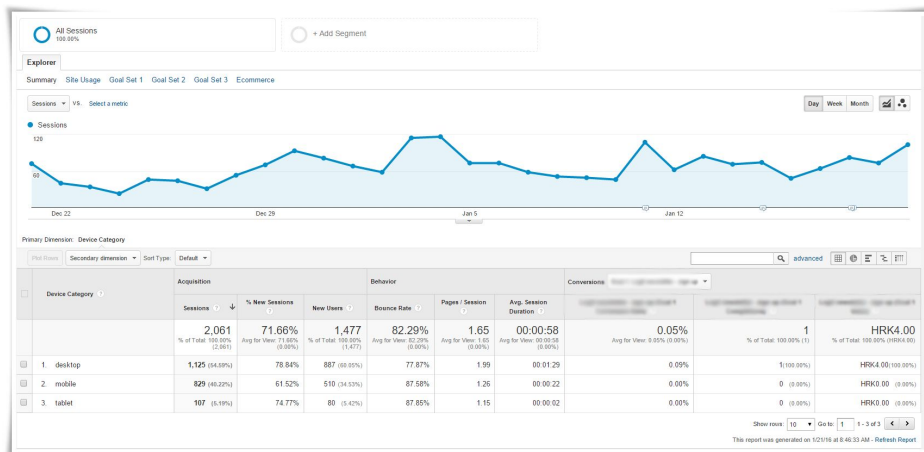 All Sessions
100.00%
+ Add Segment
Explorer
Summary Site Usage Goal Set 1 Goal Set 2 Goal Set 3 Ecommerce
Sessions VS. Select a metric
Day Week Month
Sessions
120
60
Dec 22 Dec 29 Jan 5 Jan 12
Primary Dimension: Device Category
Plot Rows Secondary dimension Sort Type: Default advanced
Device Category Acquisition Behavior Conversions
Sessions % New Sessions New Users Bounce Rate Pages / Session Avg. Session Duration
2,061 71.66% 1,477 82.29% 1.65 00:00:58 0.05% 1 HRK4.00
% of Total: 100.00% (2,061) Avg for View: 71.66% (0.00%) % of Total: 100.00% (1,477) Avg for View: 82.29% (0.00%) Avg for View: 1.65 (0.00%) Avg for View: 00:00:58 (0.00%) Avg for View: 0.05% (0.00%) % of Total: 100.00% (1) % of Total: 100.00% (HRK4.00)
1. desktop 1,125 (54.59%) 78.84% 887 (60.05%) 77.87% 1.99 00:01:29 0.09% 1(100.00%) HRK4.00(100.00%)
2. mobile 829 (40.22%) 61.52% 510 (34.53%) 87.58% 1.26 00:00:22 0.00% 0 (0.00%) HRK0.00 (0.00%)
3. tablet 107 (5.19%) 74.77% 80 (5.42%) 87.85% 1.15 00:00:02 0.00% 0 (0.00%) HRK0.00 (0.00%)
Show rows: 10 Go to: 1 1 - 3 of 3
This report was generated on 1/21/16 at 8:46:33 AM - Refresh Report